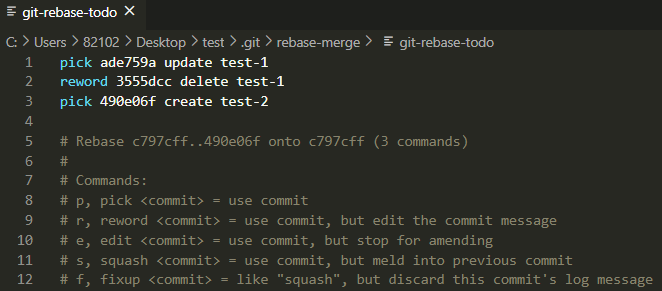 git-rebase-todo
C: > Users > 82102 > Desktop > test > .git > rebase-merge > git-rebase-todo
1 pick ade759a update test-1
2 reword 3555dcc delete test-1
3 pick 490e06f create test-2
4
5 # Rebase c797cff..490e06f onto c797cff (3 commands)
6 #
7 # Commands:
8 # p, pick <commit> = use commit
9 # r, reword <commit> = use commit, but edit the commit message
10 # e, edit <commit> = use commit, but stop for amending
11 # s, squash <commit> = use commit, but meld into previous commit
12 # f, fixup <commit> = like "squash", but discard this commit's log message